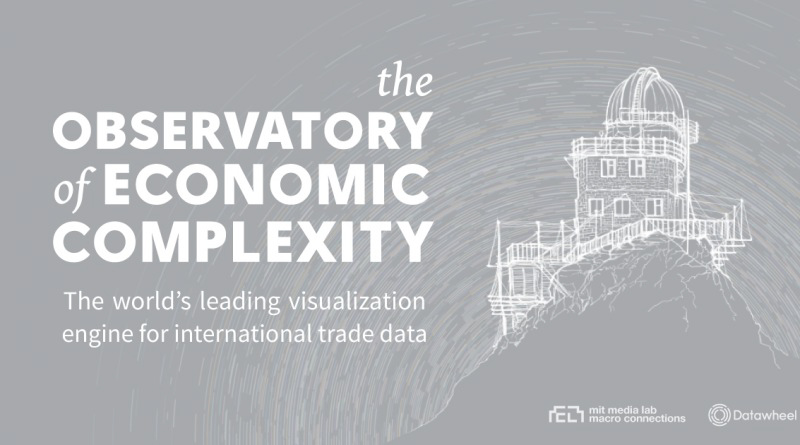 the
OBSERVATORY
of ECONOMIC
COMPLEXITY
The world's leading visualization
engine for international trade data
mit media lab
macro connections
Datawheel